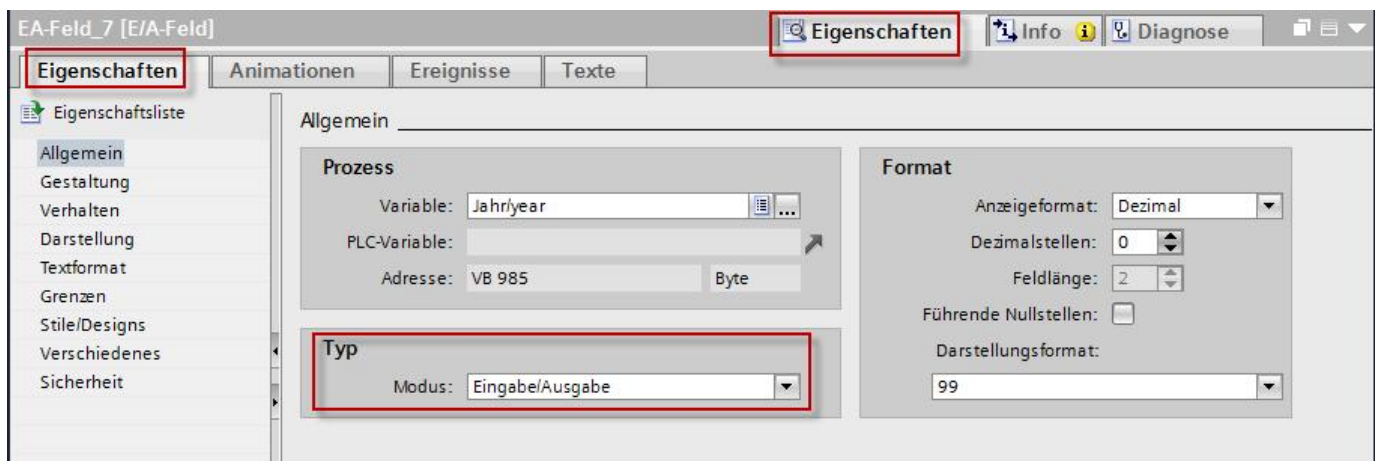 EA-Feld_7 [E/A-Feld]
Eigenschaften
Info
Diagnose
Eigenschaften
Animationen
Ereignisse
Texte
Eigenschaftsliste
Allgemein
Gestaltung
Verhalten
Darstellung
Textformat
Grenzen
Stile/Designs
Verschiedenes
Sicherheit
Allgemein
Prozess
Variable: Jahr/year ...
PLC-Variable:
Adresse: VB 985 Byte
Typ
Modus: Eingabe/Ausgabe
Format
Anzeigeformat: Dezimal
Dezimalstellen: 0
Feldlänge: 2
Führende Nullstellen:
Darstellungsformat:
99